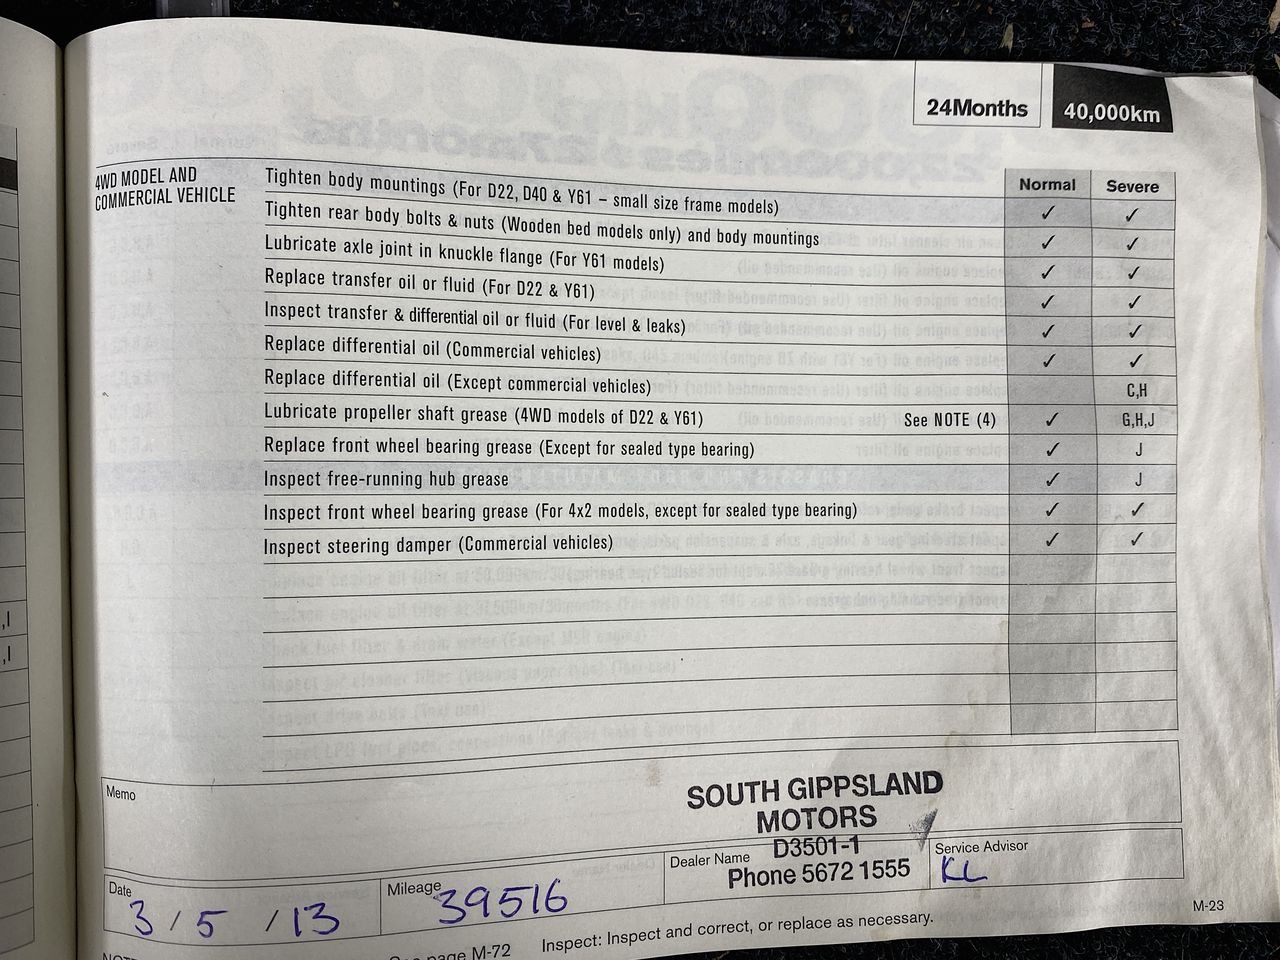 24Months 40,000km
4WD MODEL AND
COMMERCIAL VEHICLE
Normal Severe
Tighten body mountings (For D22, D40 & Y61 – small size frame models) ✓ ✓
Tighten rear body bolts & nuts (Wooden bed models only) and body mountings ✓ ✓
Lubricate axle joint in knuckle flange (For Y61 models) ✓ ✓
Replace transfer oil or fluid (For D22 & Y61) ✓ ✓
Inspect transfer & differential oil or fluid (For level & leaks) ✓ ✓
Replace differential oil (Commercial vehicles) ✓ ✓
Replace differential oil (Except commercial vehicles) C,H
Lubricate propeller shaft grease (4WD models of D22 & Y61) See NOTE (4) ✓ G,H,J
Replace front wheel bearing grease (Except for sealed type bearing) ✓ J
Inspect free-running hub grease ✓ J
Inspect front wheel bearing grease (For 4x2 models, except for sealed type bearing) ✓ ✓
Inspect steering damper (Commercial vehicles) ✓ ✓
Memo
SOUTH GIPPSLAND
MOTORS
D3501-1
Phone 5672 1555
Date 3 / 5 / 13
Mileage 39516
Dealer Name
Service Advisor KL
page M-72 Inspect: Inspect and correct, or replace as necessary.
M-23